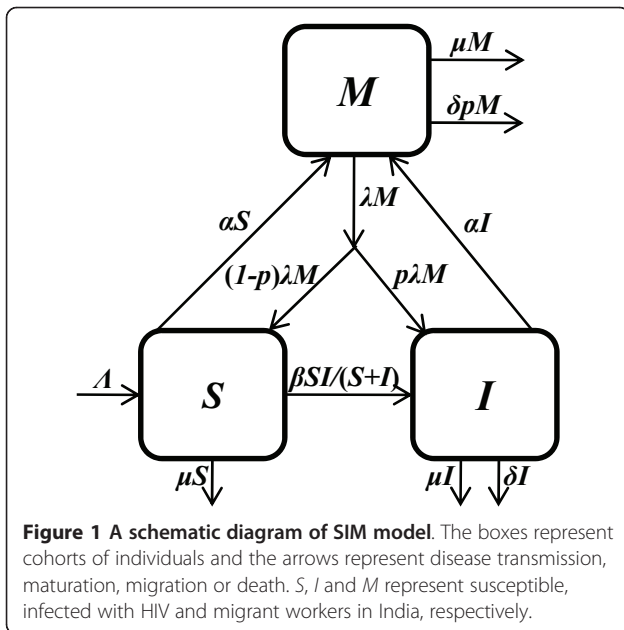 μM
M
δpM
λM
αS
αI
(1-p)λM
pλM
Λ
S
βSI/(S+I)
I
μS
μI
δI
Figure 1 A schematic diagram of SIM model. The boxes represent
cohorts of individuals and the arrows represent disease transmission,
maturation, migration or death. S, I and M represent susceptible,
infected with HIV and migrant workers in India, respectively.